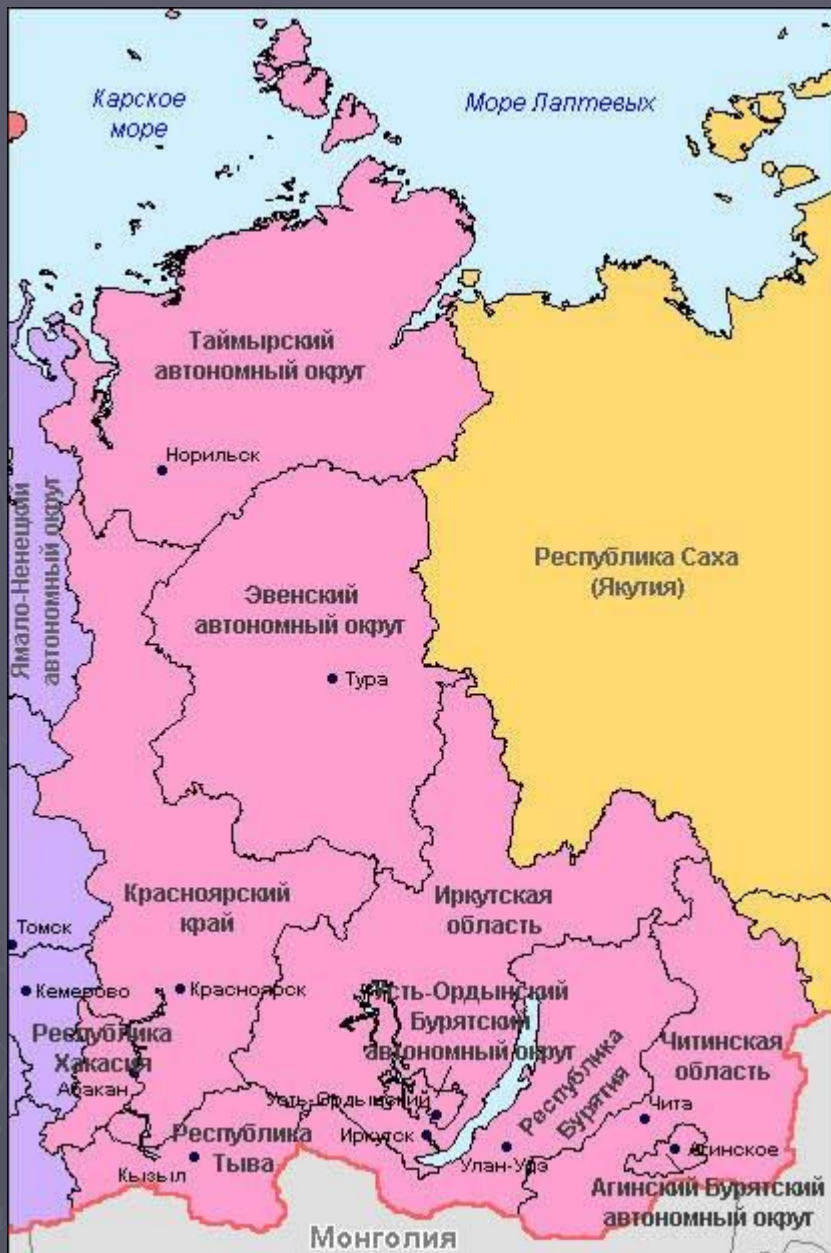 Карское
море
Море Лаптевых
Таймырский
автономный округ
Норильск
Ямало-Ненецкий
автономный округ
Республика Саха
(Якутия)
Эвенский
автономный округ
Тура
Красноярский
край
Иркутская
область
Томск
Кемерово
Красноярск
Усть-Ордынский
Бурятский
автономный округ
Республика
Хакасия
Абакан
Читинская
область
Республика
Бурятия
Усть-Ордынский
Чита
Иркутск
Республика
Тыва
Кызыл
Улан-Удэ
Агинское
Агинский Бурятский
автономный округ
Монголия